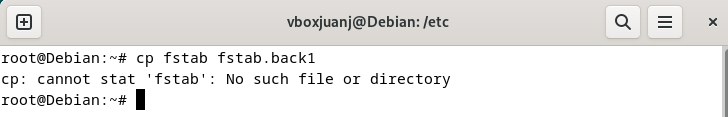 vboxjuanj@Debian: /etc
root@Debian:~# cp fstab fstab.back1
cp: cannot stat 'fstab': No such file or directory
root@Debian:~#